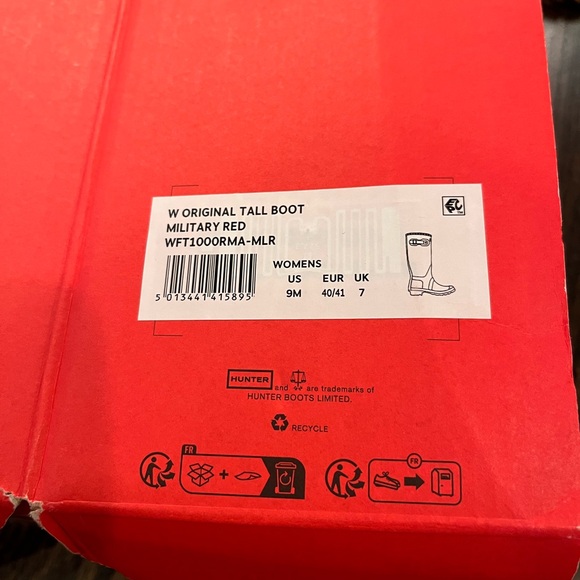 W ORIGINAL TALL BOOT
MILITARY RED
WFT1000RMA-MLR
WOMENS
US EUR UK
9M 40/41 7
5 013441 415895
HUNTER and are trademarks of
HUNTER BOOTS LIMITED.
RECYCLE
FR
FR